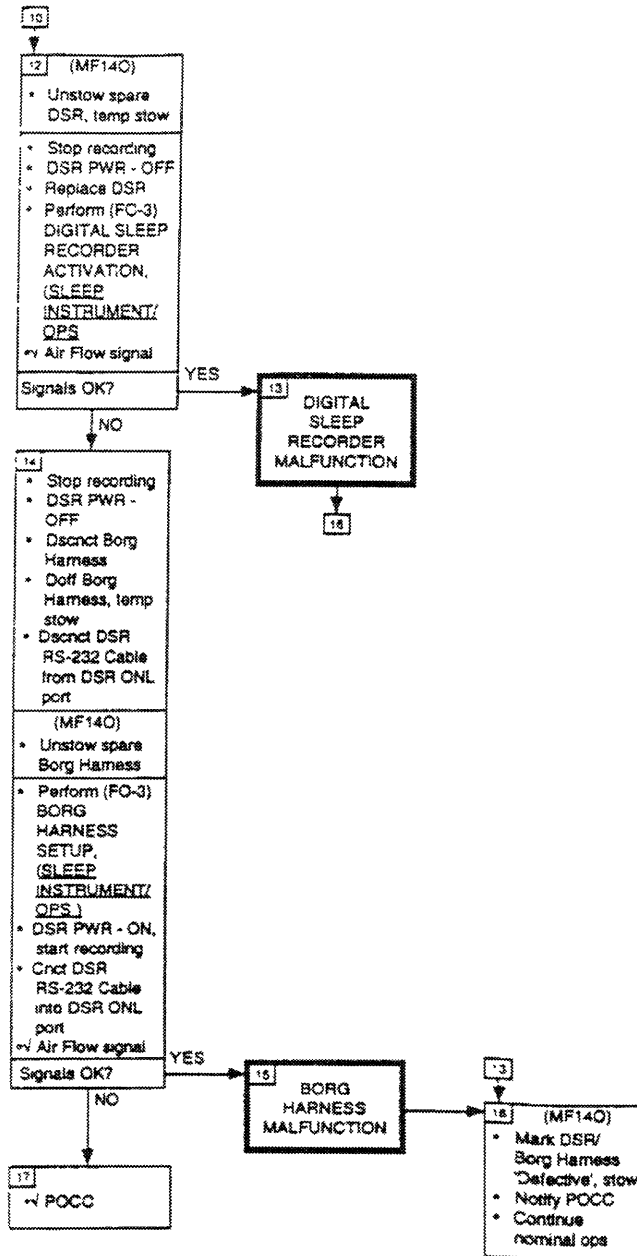 10
12
(MF14O)
• Unstow spare
DSR, temp stow
• Stop recording
• DSR PWR - OFF
• Replace DSR
• Perform (FO-3)
DIGITAL SLEEP
RECORDER
ACTIVATION,
(SLEEP
INSTRUMENT/
OPS
•√ Air Flow signal
Signals OK?
YES
13
DIGITAL
SLEEP
RECORDER
MALFUNCTION
16
NO
14
• Stop recording
• DSR PWR -
OFF
• Dscnct Borg
Harness
• Doff Borg
Harness, temp
stow
• Dscnct DSR
RS-232 Cable
from DSR ONL
port
(MF14O)
• Unstow spare
Borg Harness
• Perform (FO-3)
BORG
HARNESS
SETUP,
(SLEEP
INSTRUMENT/
OPS )
• DSR PWR - ON,
start recording
• Cnct DSR
RS-232 Cable
into DSR ONL
port
•√ Air Flow signal
Signals OK?
YES
15
BORG
HARNESS
MALFUNCTION
13
16
(MF14O)
• Mark DSR/
Borg Harness
'Defective', stow
• Notify POCC
• Continue
nominal ops
NO
17
•√ POCC